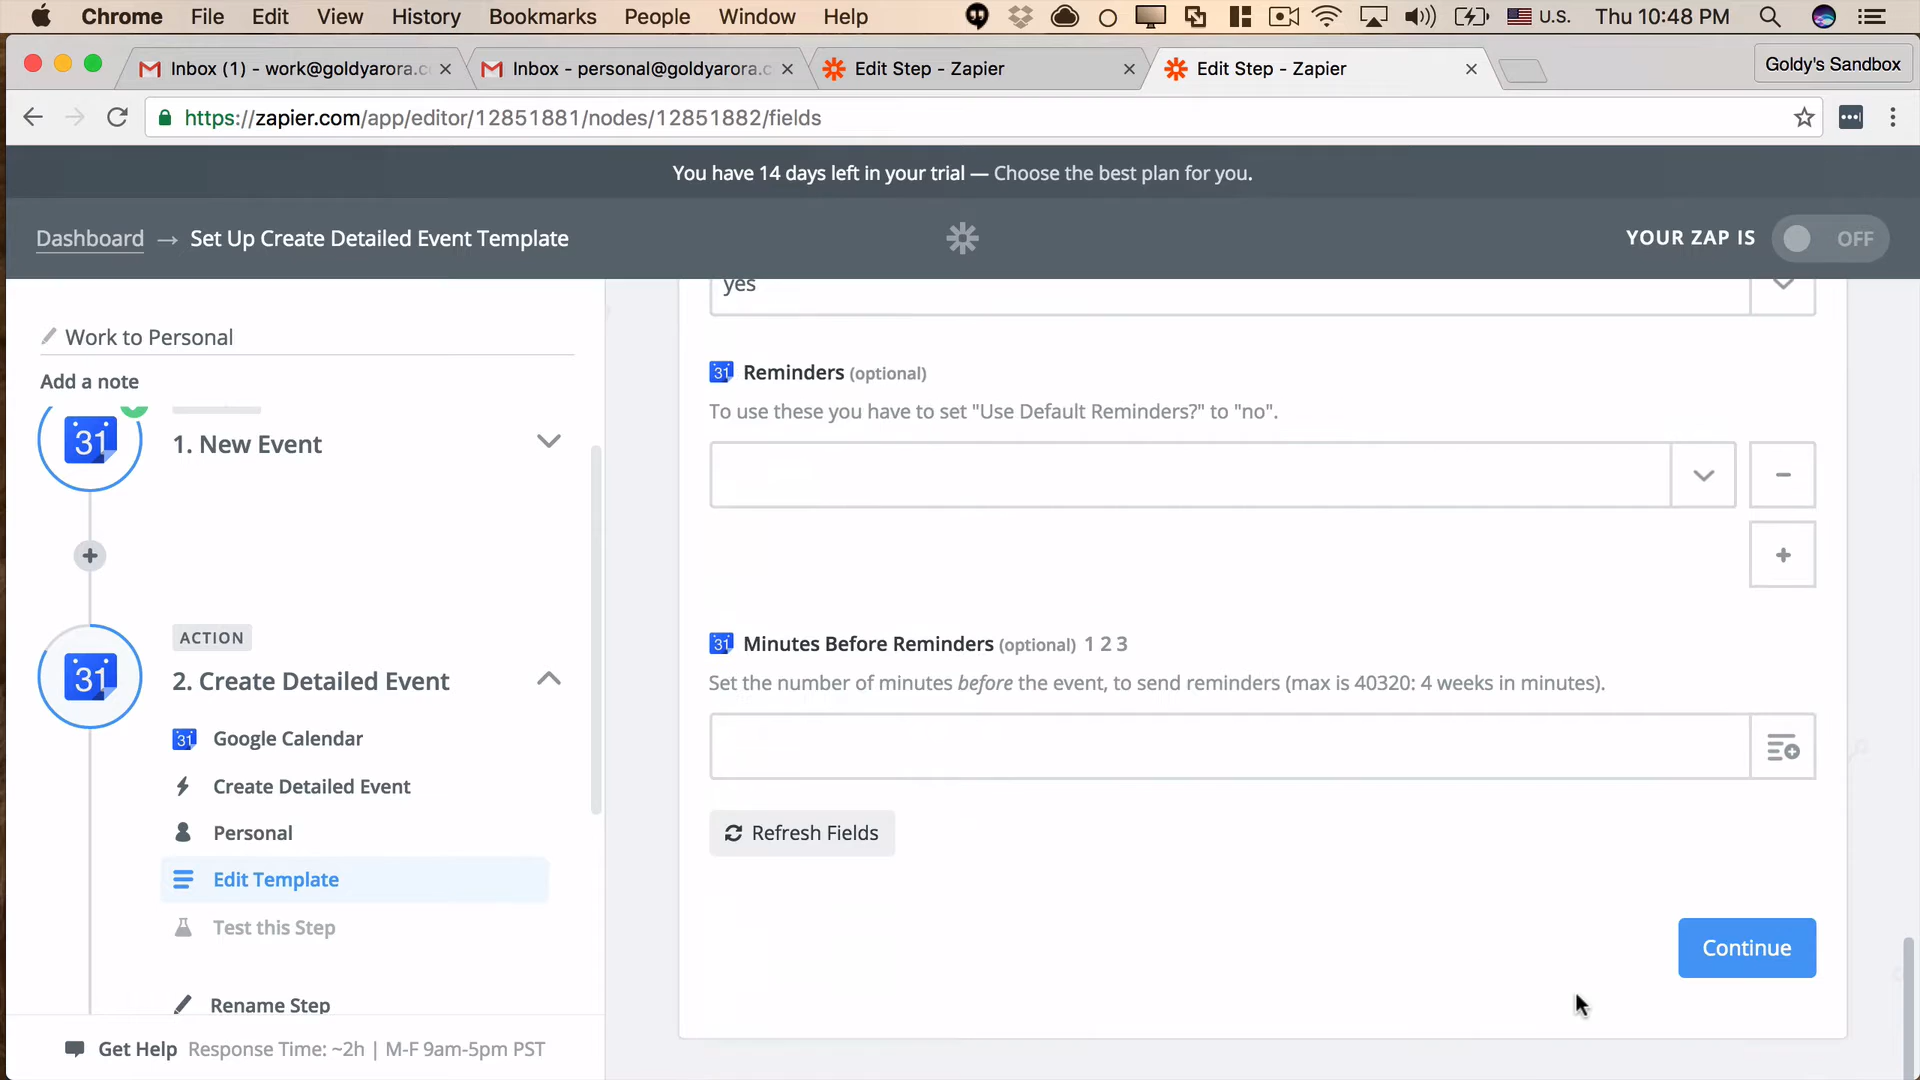 Chrome File Edit View History Bookmarks People Window Help U.S. Thu 10:48 PM
Inbox (1) - work@goldyarora.c Inbox - personal@goldyarora.c Edit Step - Zapier Edit Step - Zapier Goldy's Sandbox
https://zapier.com/app/editor/12851881/nodes/12851882/fields
You have 14 days left in your trial — Choose the best plan for you.
Dashboard → Set Up Create Detailed Event Template YOUR ZAP IS OFF
Work to Personal
Add a note
31 1. New Event
ACTION
31 2. Create Detailed Event
31 Google Calendar
Create Detailed Event
Personal
Edit Template
Test this Step
Rename Step
Get Help Response Time: ~2h | M-F 9am-5pm PST
yes
31 Reminders (optional)
To use these you have to set "Use Default Reminders?" to "no".
31 Minutes Before Reminders (optional) 1 2 3
Set the number of minutes before the event, to send reminders (max is 40320: 4 weeks in minutes).
Refresh Fields
Continue